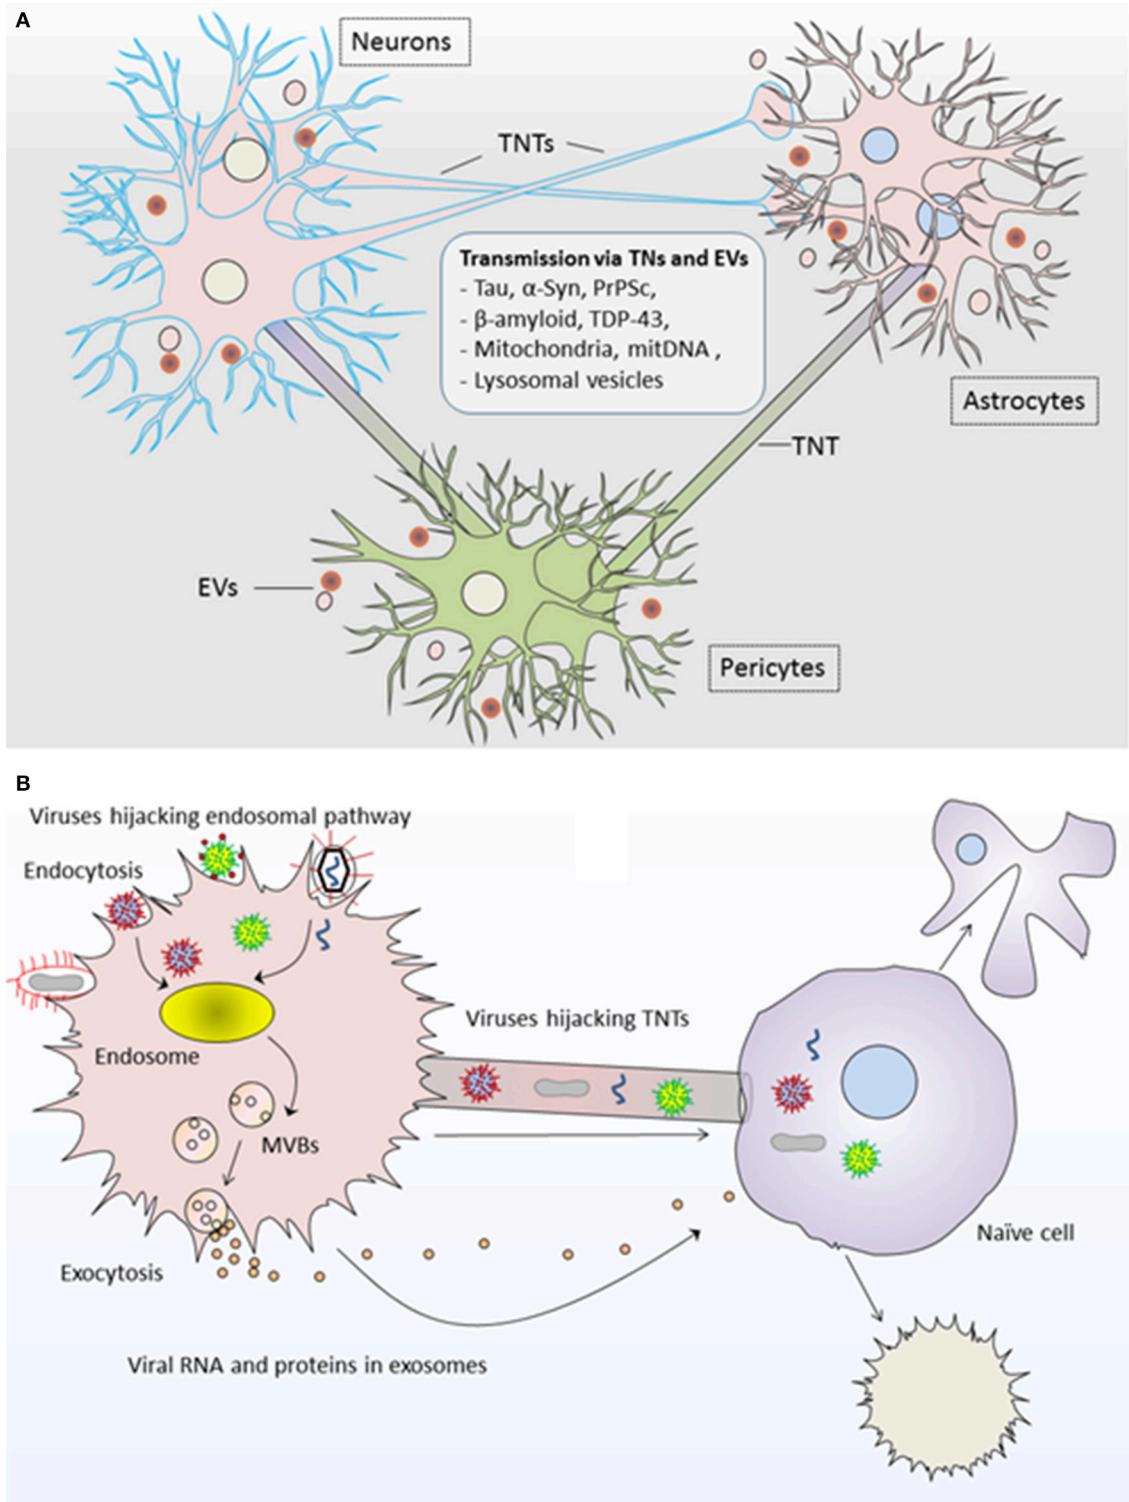 A
Neurons
TNTs
Transmission via TNs and EVs
- Tau, α-Syn, PrPSc,
- β-amyloid, TDP-43,
- Mitochondria, mitDNA ,
- Lysosomal vesicles
Astrocytes
TNT
EVs
Pericytes
B
Viruses hijacking endosomal pathway
Endocytosis
Viruses hijacking TNTs
Endosome
MVBs
Naïve cell
Exocytosis
Viral RNA and proteins in exosomes